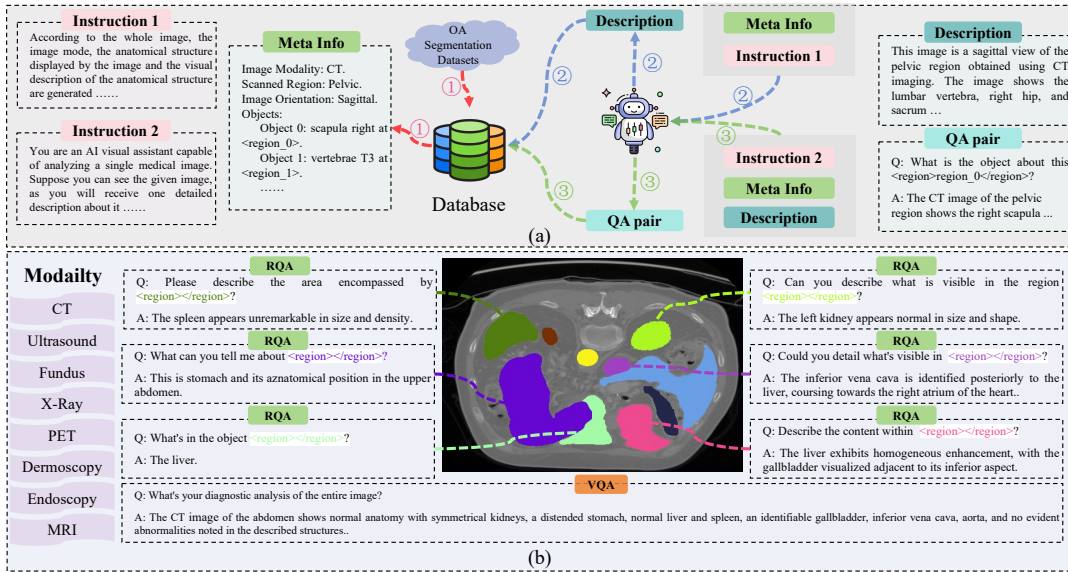 Instruction 1
According to the whole image, the image mode, the anatomical structure displayed by the image and the visual description of the anatomical structure are generated ……
Instruction 2
You are an AI visual assistant capable of analyzing a single medical image. Suppose you can see the given image, as you will receive one detailed description about it ……
Meta Info
Image Modality: CT.
Scanned Region: Pelvic.
Image Orientation: Sagittal.
Objects:
Object 0: scapula right at
<region_0>.
Object 1: vertebrae T3 at
<region_1>.
……
OA
Segmentation
Datasets
①
①
Database
②
③
Description
②
③
QA pair
②
③
Meta Info
Instruction 1
Instruction 2
Meta Info
Description
Description
This image is a sagittal view of the pelvic region obtained using CT imaging. The image shows the lumbar vertebra, right hip, and sacrum …
QA pair
Q: What is the object about this
<region>region_0</region>?
A: The CT image of the pelvic
region shows the right scapula ...
(a)
Modailty
CT
Ultrasound
Fundus
X-Ray
PET
Dermoscopy
Endoscopy
MRI
RQA
Q: Please describe the area encompassed by
<region></region>?
A: The spleen appears unremarkable in size and density.
RQA
Q: What can you tell me about <region></region>?
A: This is stomach and its aznatomical position in the upper
abdomen.
RQA
Q: What's in the object <region></region>?
A: The liver.
RQA
Q: Can you describe what is visible in the region
<region></region>?
A: The left kidney appears normal in size and shape.
RQA
Q: Could you detail what's visible in <region></region>?
A: The inferior vena cava is identified posteriorly to the
liver, coursing towards the right atrium of the heart..
RQA
Q: Describe the content within <region></region>?
A: The liver exhibits homogeneous enhancement, with the
gallbladder visualized adjacent to its inferior aspect.
VQA
Q: What's your diagnostic analysis of the entire image?
A: The CT image of the abdomen shows normal anatomy with symmetrical kidneys, a distended stomach, normal liver and spleen, an identifiable gallbladder, inferior vena cava, aorta, and no evident
abnormalities noted in the described structures..
(b)